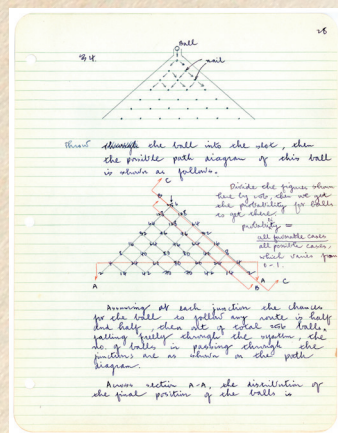 28
Ball
nail
Throw through the ball into the slot, then
the possible path diagram of this ball
is shown as follows.
C
Divide the figures shown
here by 256, then we get
the probability for balls
to get there.
probability =
all favourable cases
all possible cases,
which varies from
0-1.
A
A
B
C
Assuming at each junction the chances
for the ball to follow any route is half
and half, then out of total 256 balls
falling freely through the system, the
no. of balls in passing through the
junctions are as shown on the path
diagram.
Across section A-A, the distribution of
the final position of the balls is